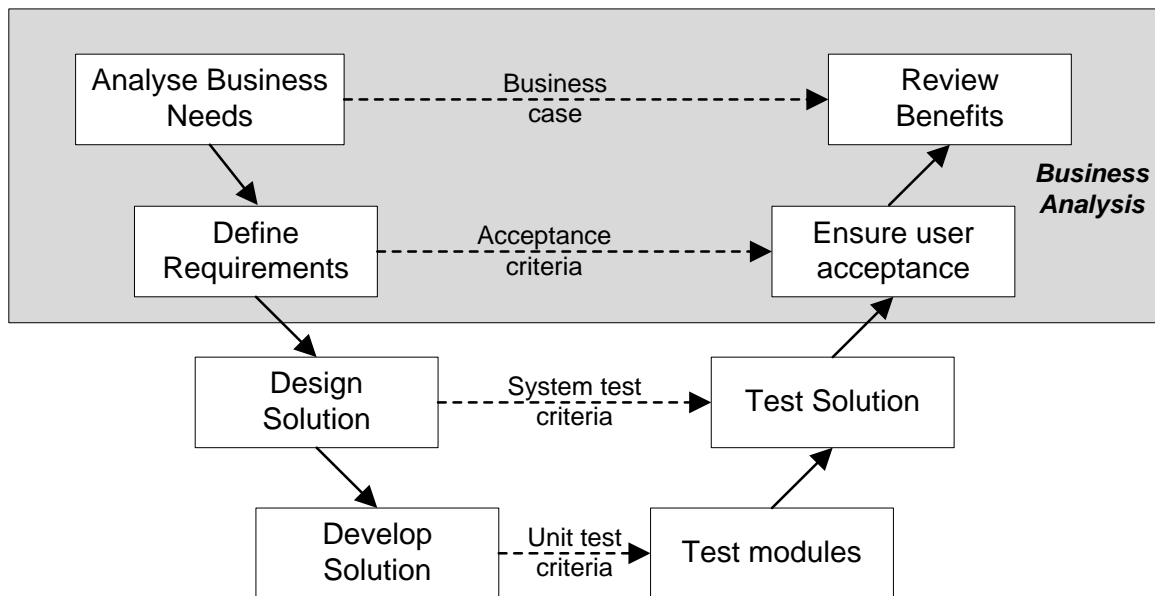 Analyse Business
Needs
Business
case
Review
Benefits
Business
Analysis
Define
Requirements
Acceptance
criteria
Ensure user
acceptance
Design
Solution
System test
criteria
Test Solution
Develop
Solution
Unit test
criteria
Test modules